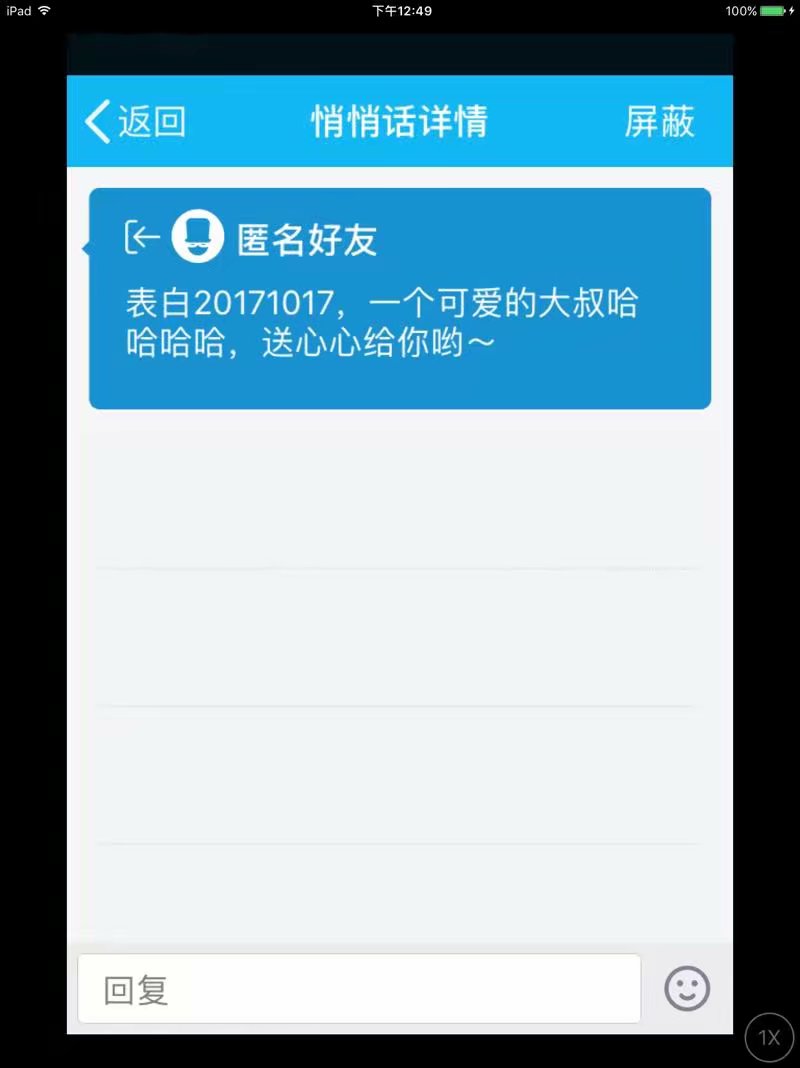 iPad 下午12:49 100%
返回 悄悄话详情 屏蔽
匿名好友
表白20171017，一个可爱的大叔哈
哈哈哈，送心心给你哟～
回复
1X